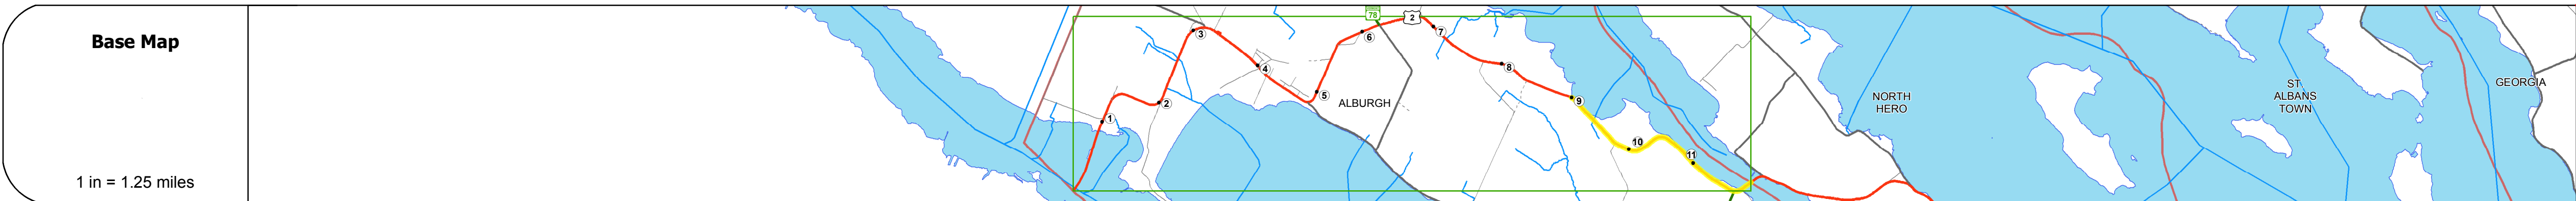 Base Map
1 in = 1.25 miles
78
2
3
6
7
4
8
5
ALBURGH
2
9
1
10
11
NORTH
HERO
ST
ALBANS
TOWN
GEORGIA